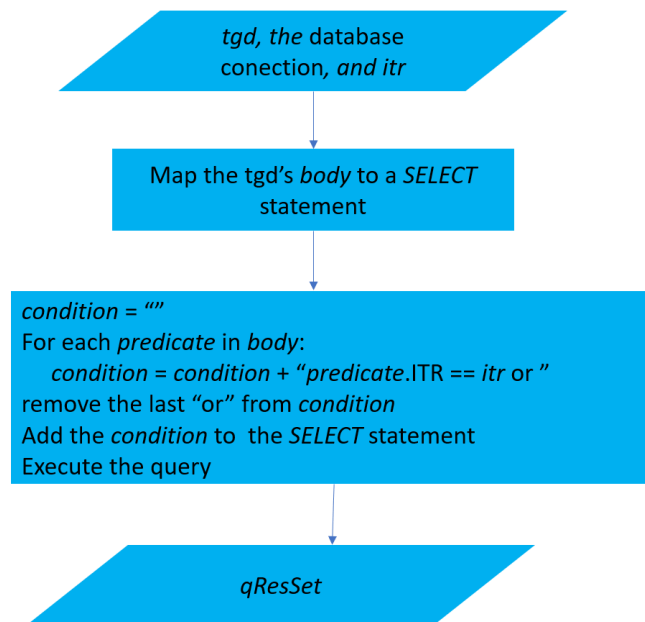 tgd, the database
conection, and itr
Map the tgd's body to a SELECT
statement
condition = “”
For each predicate in body:
condition = condition + “predicate.ITR == itr or ”
remove the last “or” from condition
Add the condition to the SELECT statement
Execute the query
qResSet